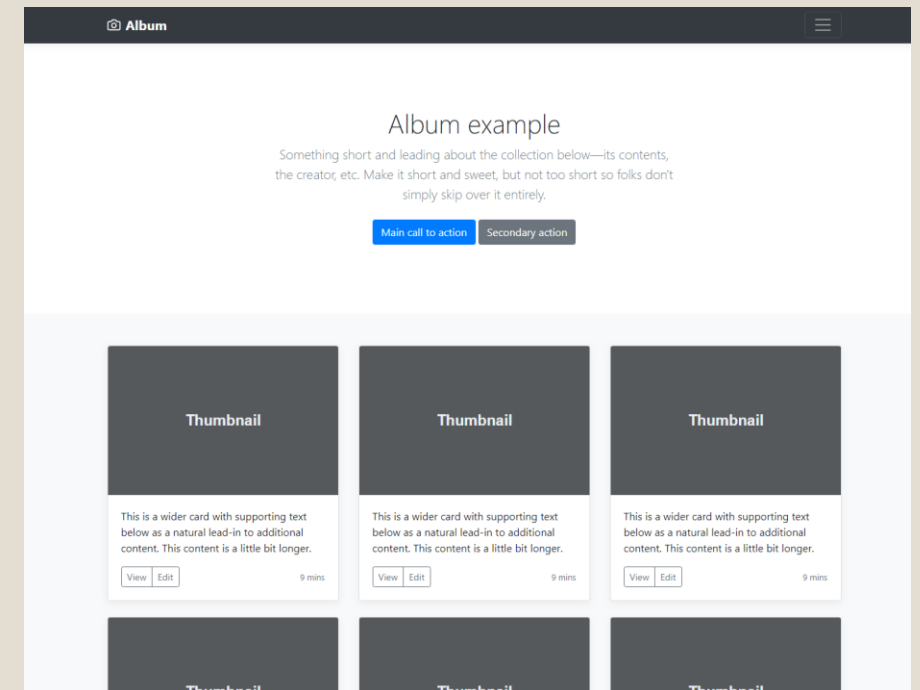 Album
Album example
Something short and leading about the collection below—its contents,
the creator, etc. Make it short and sweet, but not too short so folks don't
simply skip over it entirely.
Main call to action Secondary action
Thumbnail Thumbnail Thumbnail
This is a wider card with supporting text
below as a natural lead-in to additional
content. This content is a little bit longer.
View Edit 9 mins
This is a wider card with supporting text
below as a natural lead-in to additional
content. This content is a little bit longer.
View Edit 9 mins
This is a wider card with supporting text
below as a natural lead-in to additional
content. This content is a little bit longer.
View Edit 9 mins
Thumbnail Thumbnail Thumbnail